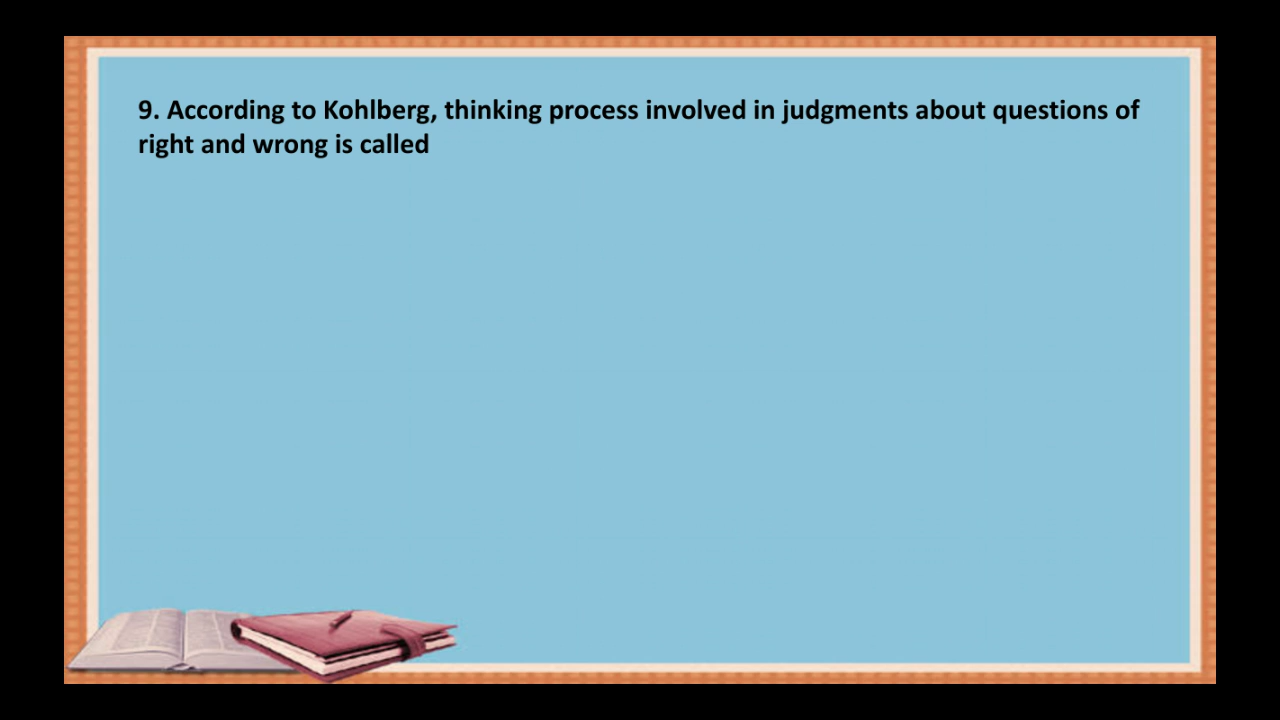 9. According to Kohlberg, thinking process involved in judgments about questions of
right and wrong is called